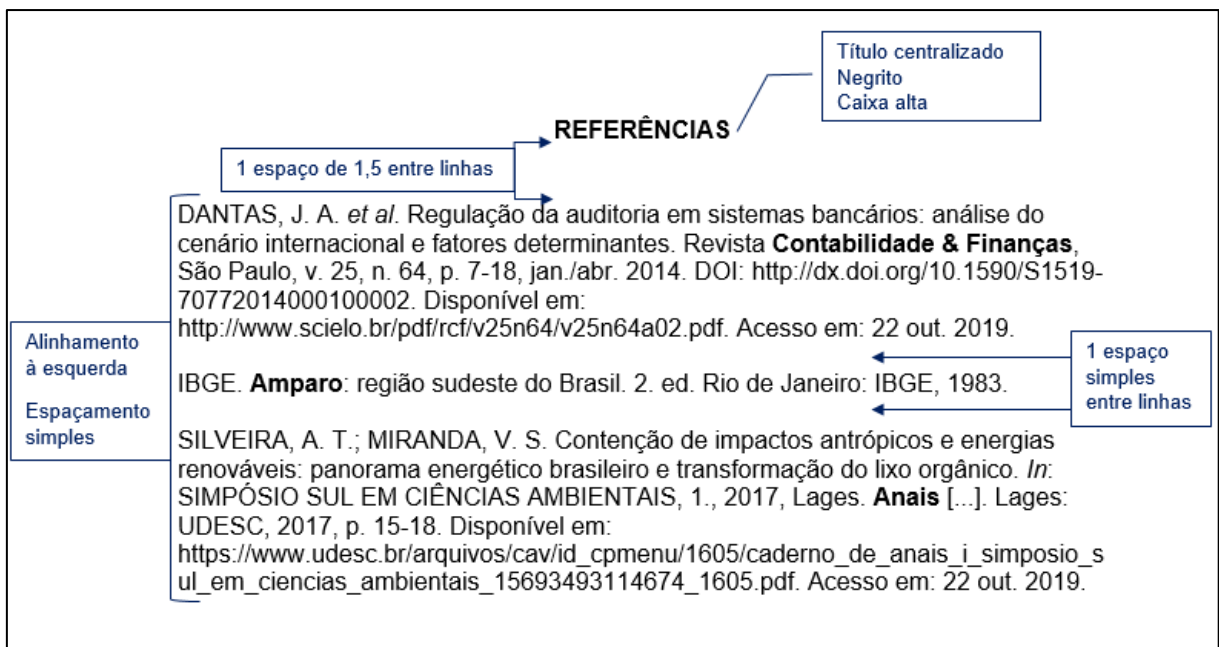 Título centralizado
Negrito
Caixa alta
REFERÊNCIAS
1 espaço de 1,5 entre linhas
DANTAS, J. A. et al. Regulação da auditoria em sistemas bancários: análise do
cenário internacional e fatores determinantes. Revista Contabilidade & Finanças,
São Paulo, v. 25, n. 64, p. 7-18, jan./abr. 2014. DOI: http://dx.doi.org/10.1590/S1519-
70772014000100002. Disponível em:
http://www.scielo.br/pdf/rcf/v25n64/v25n64a02.pdf. Acesso em: 22 out. 2019.
Alinhamento
à esquerda
Espaçamento
simples
1 espaço
simples
entre linhas
IBGE. Amparo: região sudeste do Brasil. 2. ed. Rio de Janeiro: IBGE, 1983.
SILVEIRA, A. T.; MIRANDA, V. S. Contenção de impactos antrópicos e energias
renováveis: panorama energético brasileiro e transformação do lixo orgânico. In:
SIMPÓSIO SUL EM CIÊNCIAS AMBIENTAIS, 1., 2017, Lages. Anais [...]. Lages:
UDESC, 2017, p. 15-18. Disponível em:
https://www.udesc.br/arquivos/cav/id_cpmenu/1605/caderno_de_anais_i_simposio_s
ul_em_ciencias_ambientais_15693493114674_1605.pdf. Acesso em: 22 out. 2019.